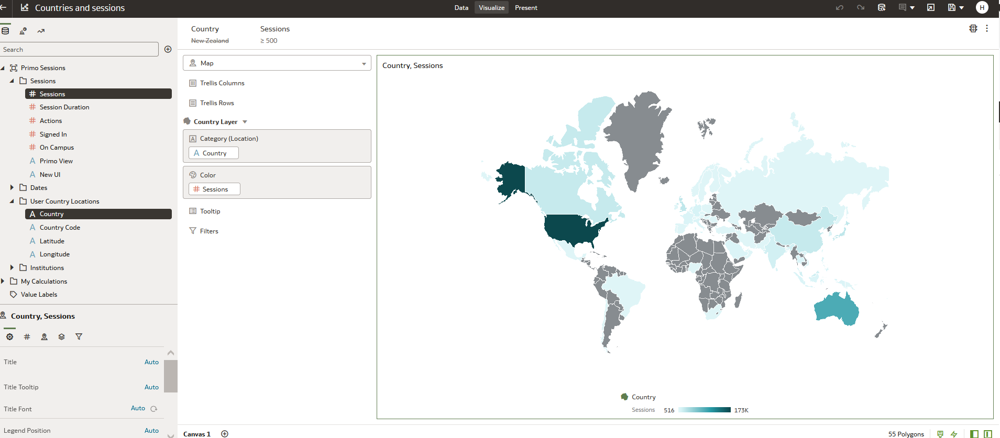 Countries and sessions
Data
Visualize
Present
H
Search
Primo Sessions
Sessions
Sessions
Session Duration
Actions
Signed In
On Campus
A Primo View
A New UI
Dates
User Country Locations
A Country
A Country Code
A Latitude
A Longitude
Institutions
My Calculations
Value Labels
Country, Sessions
Title Auto
Title Tooltip Auto
Title Font Auto
Legend Position Auto
Country
New Zealand
Sessions
≥ 500
Map
Trellis Columns
Trellis Rows
Country Layer
A Category (Location)
A Country
Color
# Sessions
Tooltip
Filters
Country, Sessions
Country
Sessions 516 173K
Canvas 1
55 Polygons